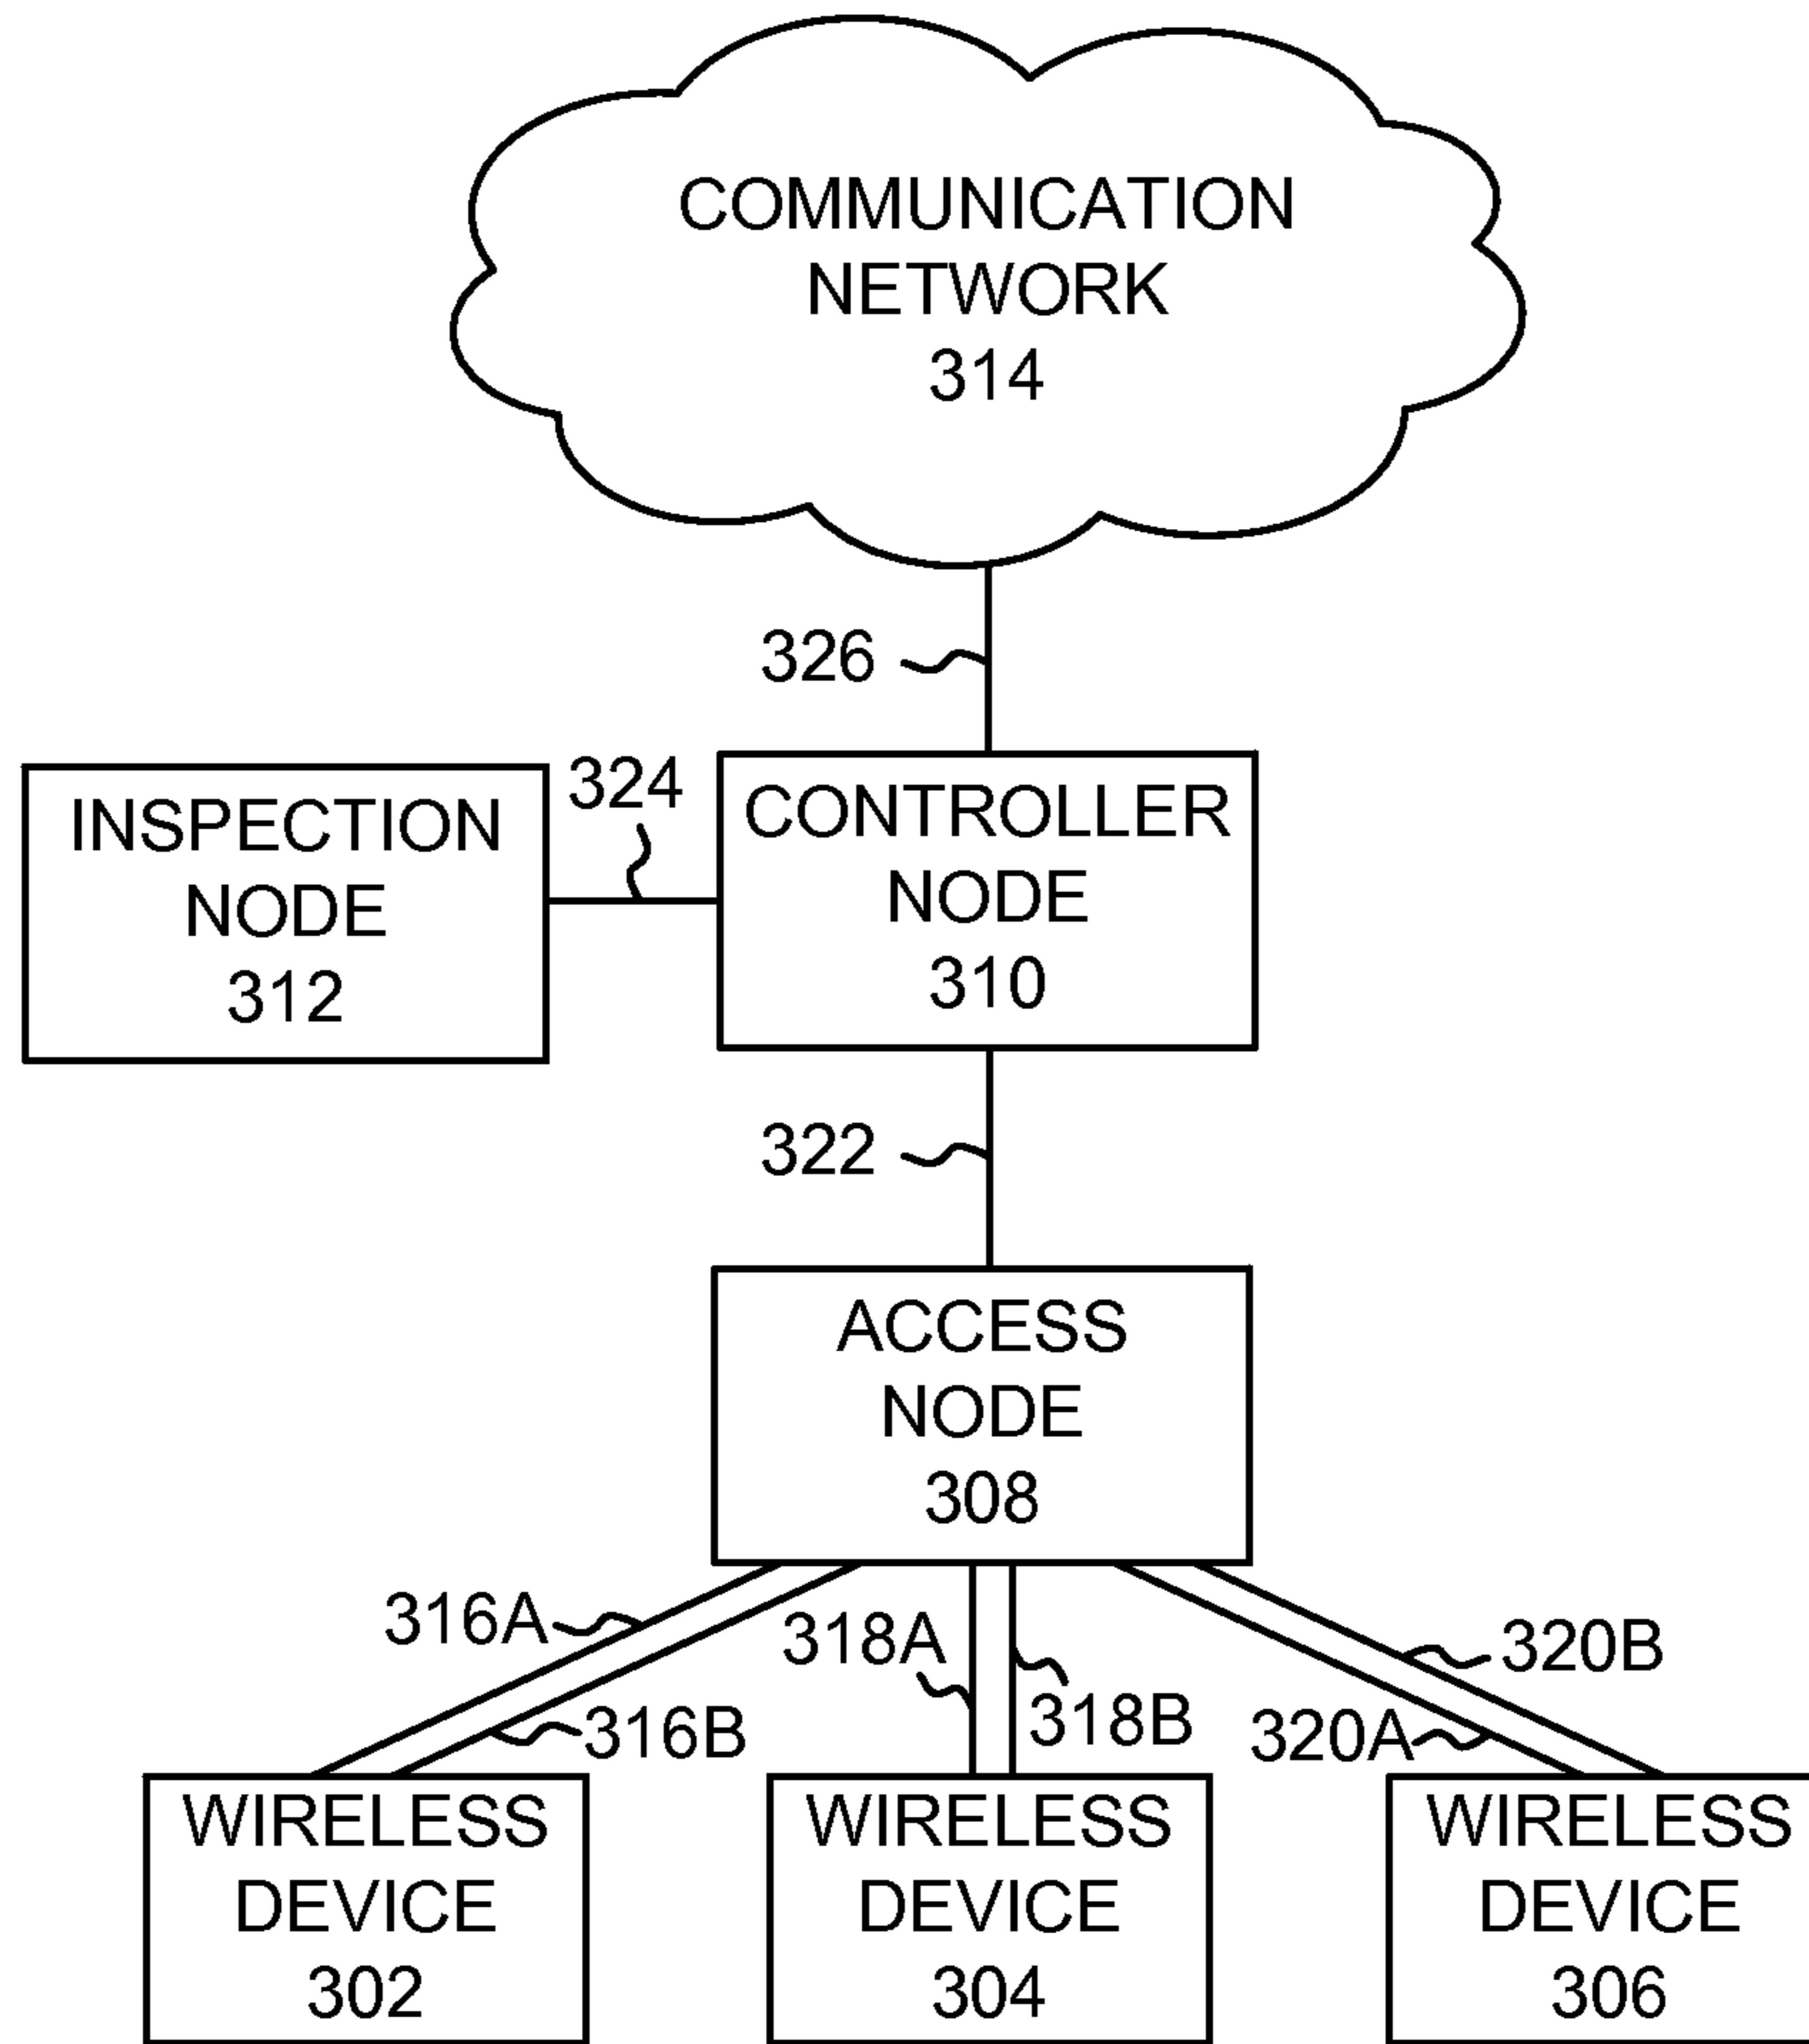 COMMUNICATION
NETWORK
314
326
INSPECTION
NODE
312
324
CONTROLLER
NODE
310
322
ACCESS
NODE
308
316A
316B
318A
318B
320B
320A
WIRELESS
DEVICE
302
WIRELESS
DEVICE
304
WIRELESS
DEVICE
306